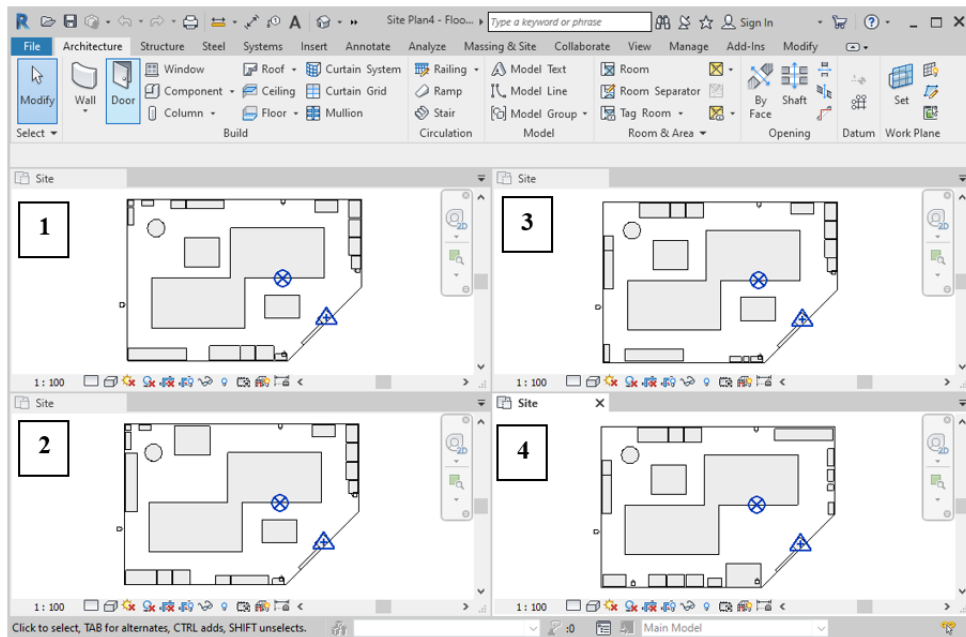 R A Site Plan4 - Floo... Type a keyword or phrase Sign In ?
File Architecture Structure Steel Systems Insert Annotate Analyze Massing & Site Collaborate View Manage Add-Ins Modify
Modify Wall Door Window Component Column Roof Ceiling Floor Curtain System Curtain Grid Mullion Railing Ramp Stair Model Text Model Line Model Group Room Room Separator Tag Room By Face Shaft Set
Select Build Circulation Model Room & Area Opening Datum Work Plane
Site Site
1 2D 3 2D
1 : 100 1 : 100
Site Site
2 2D 4 2D
1 : 100 1 : 100
Click to select, TAB for alternates, CTRL adds, SHIFT unselects. :0 Main Model